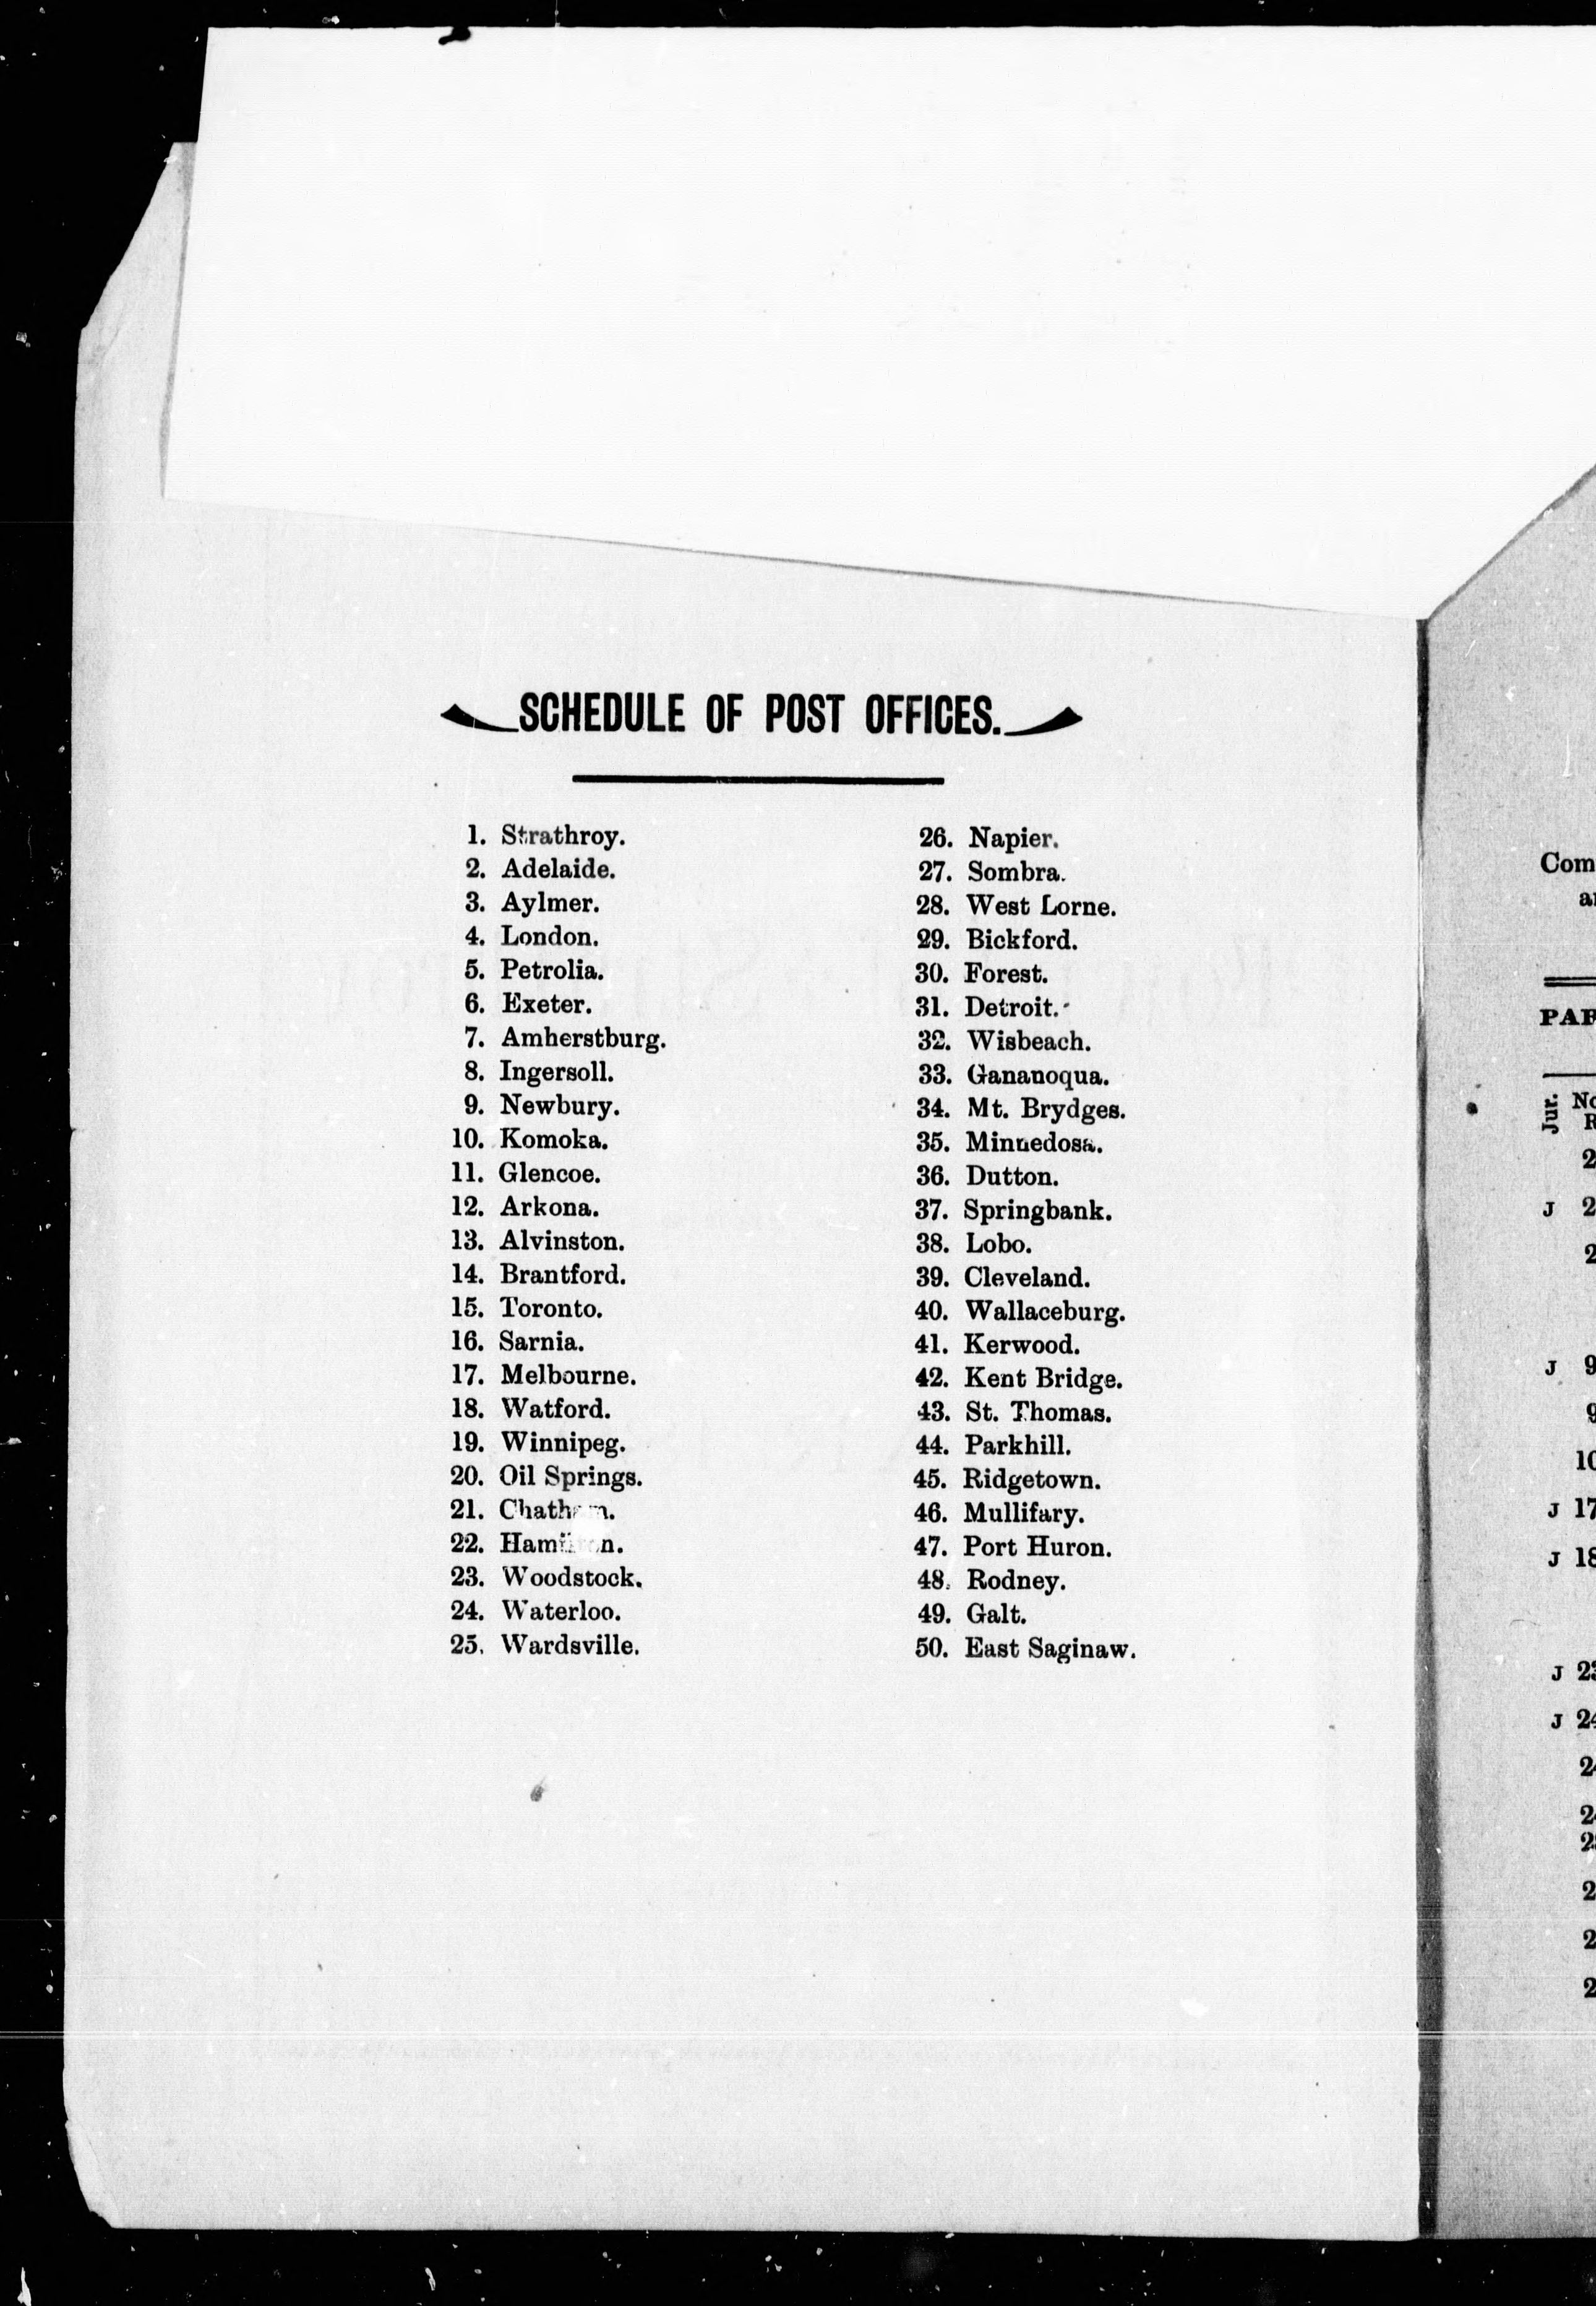 SCHEDULE OF POST OFFICES.
1. Strathroy.
2. Adelaide.
3. Aylmer.
4. London.
5. Petrolia.
6. Exeter.
7. Amherstburg.
8. Ingersoll.
9. Newbury.
10. Komoka.
11. Glencoe.
12. Arkona.
13. Alvinston.
14. Brantford.
15. Toronto.
16. Sarnia.
17. Melbourne.
18. Watford.
19. Winnipeg.
20. Oil Springs.
21. Chatham.
22. Hamilton.
23. Woodstock.
24. Waterloo.
25. Wardsville.
26. Napier.
27. Sombra.
28. West Lorne.
29. Bickford.
30. Forest.
31. Detroit.
32. Wisbeach.
33. Gananoqua.
34. Mt. Brydges.
35. Minnedosa.
36. Dutton.
37. Springbank.
38. Lobo.
39. Cleveland.
40. Wallaceburg.
41. Kerwood.
42. Kent Bridge.
43. St. Thomas.
44. Parkhill.
45. Ridgetown.
46. Mullifary.
47. Port Huron.
48. Rodney.
49. Galt.
50. East Saginaw.
Com
PAR
Jur.
J
J
J
J 17
J
J
J